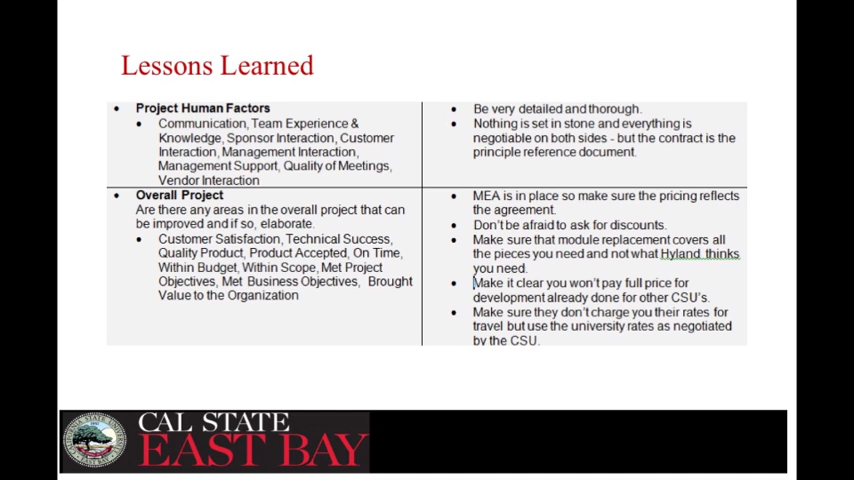 Lessons Learned
• Project Human Factors
• Communication, Team Experience &
Knowledge, Sponsor Interaction, Customer
Interaction, Management Interaction,
Management Support, Quality of Meetings,
Vendor Interaction
• Be very detailed and thorough.
• Nothing is set in stone and everything is
negotiable on both sides - but the contract is the
principle reference document.
• Overall Project
Are there any areas in the overall project that can
be improved and if so, elaborate.
• Customer Satisfaction, Technical Success,
Quality Product, Product Accepted, On Time,
Within Budget, Within Scope, Met Project
Objectives, Met Business Objectives, Brought
Value to the Organization
• MEA is in place so make sure the pricing reflects
the agreement.
• Don't be afraid to ask for discounts.
• Make sure that module replacement covers all
the pieces you need and not what Hyland thinks
you need.
• Make it clear you won't pay full price for
development already done for other CSU's.
• Make sure they don't charge you their rates for
travel but use the university rates as negotiated
by the CSU.
CAL STATE
EAST BAY